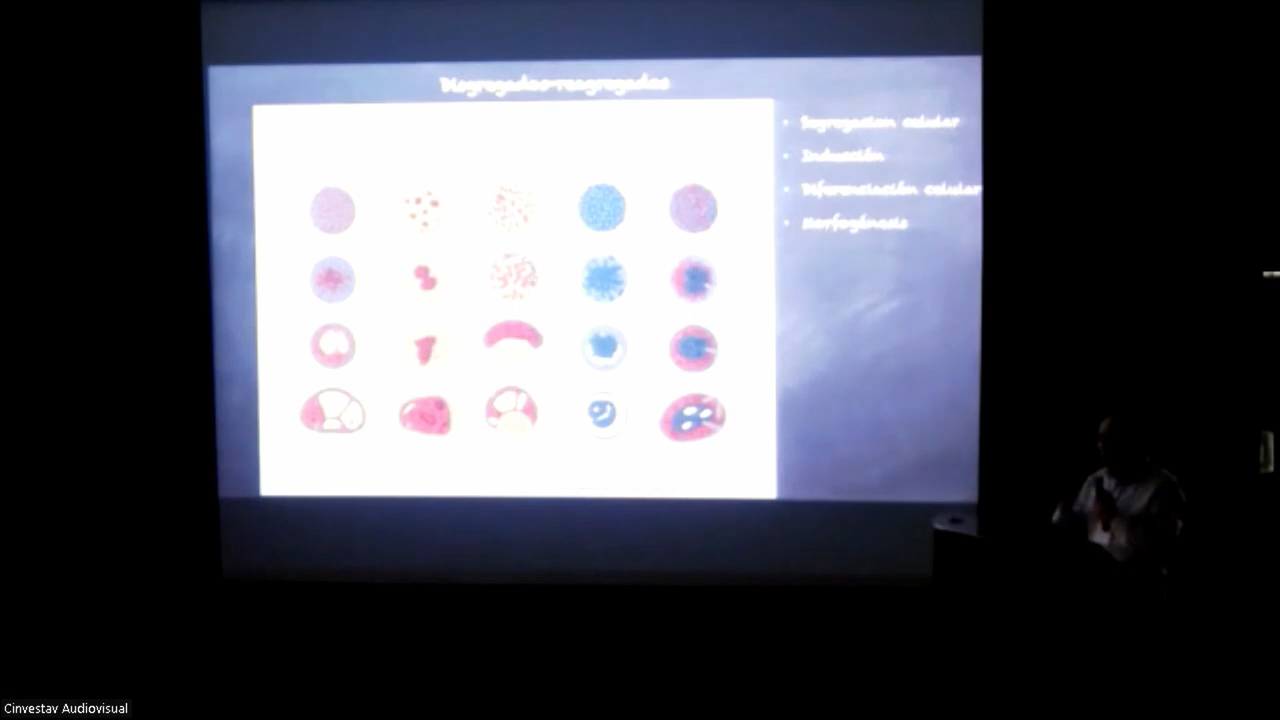 Disgregados-reagregados
• Segregación celular
• Inducción
• Diferenciación celular
• Morfogénesis
Cinvestav Audiovisual